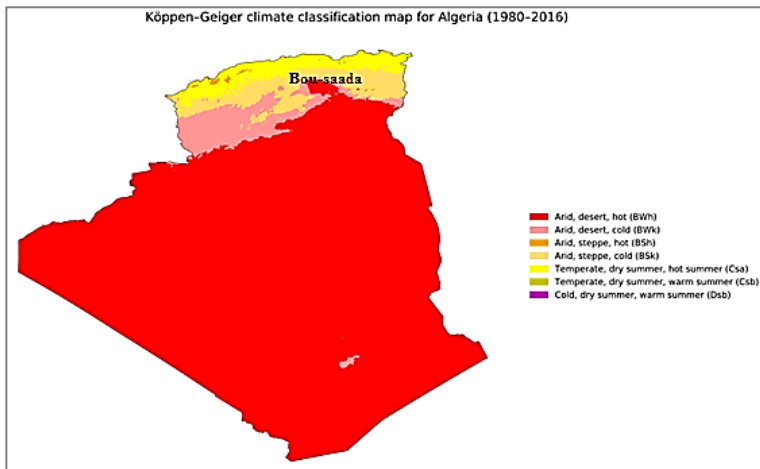 Köppen-Geiger climate classification map for Algeria (1980–2016)
Bou-saada
Arid, desert, hot (BWh)
Arid, desert, cold (BWk)
Arid, steppe, hot (BSh)
Arid, steppe, cold (BSk)
Temperate, dry summer, hot summer (Csa)
Temperate, dry summer, warm summer (Csb)
Cold, dry summer, warm summer (Dsb)